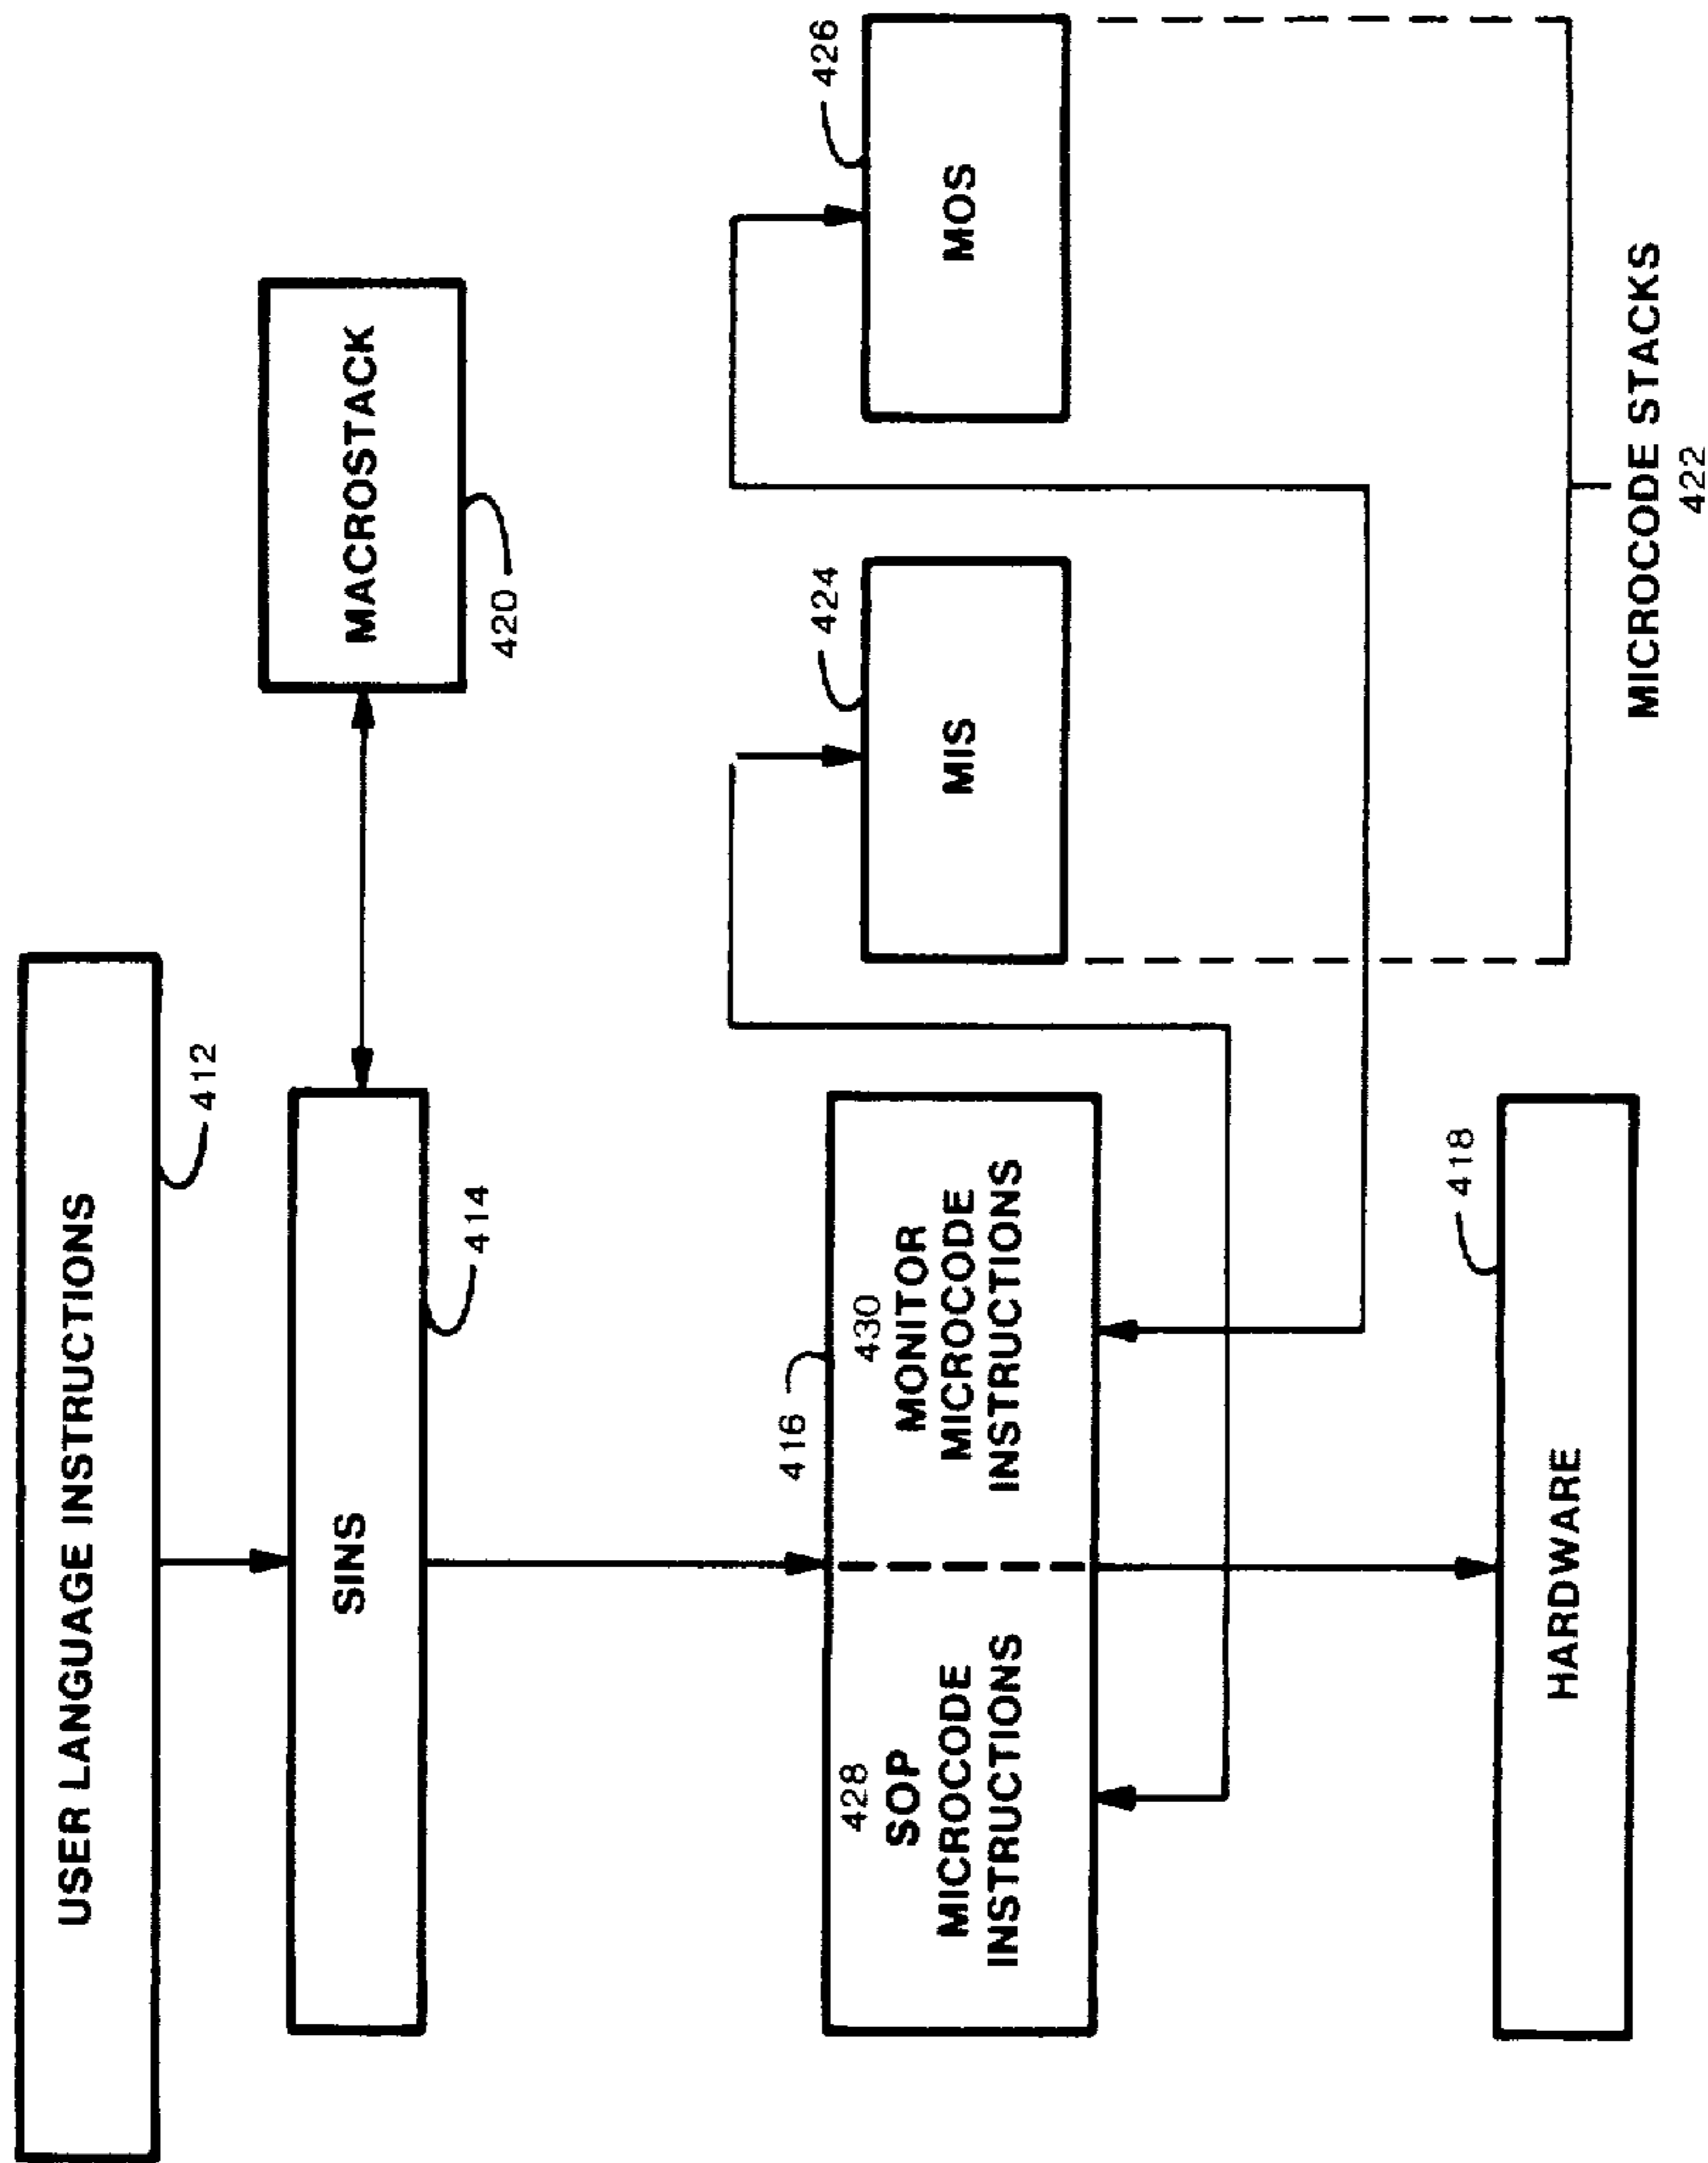 USER LANGUAGE INSTRUCTIONS
412
SINS
414
MACROSTACK
420
416
428
SOP
MICROCODE
INSTRUCTIONS
430
MONITOR
MICROCODE
INSTRUCTIONS
MIS
424
MOS
426
HARDWARE
418
MICROCODE STACKS
422